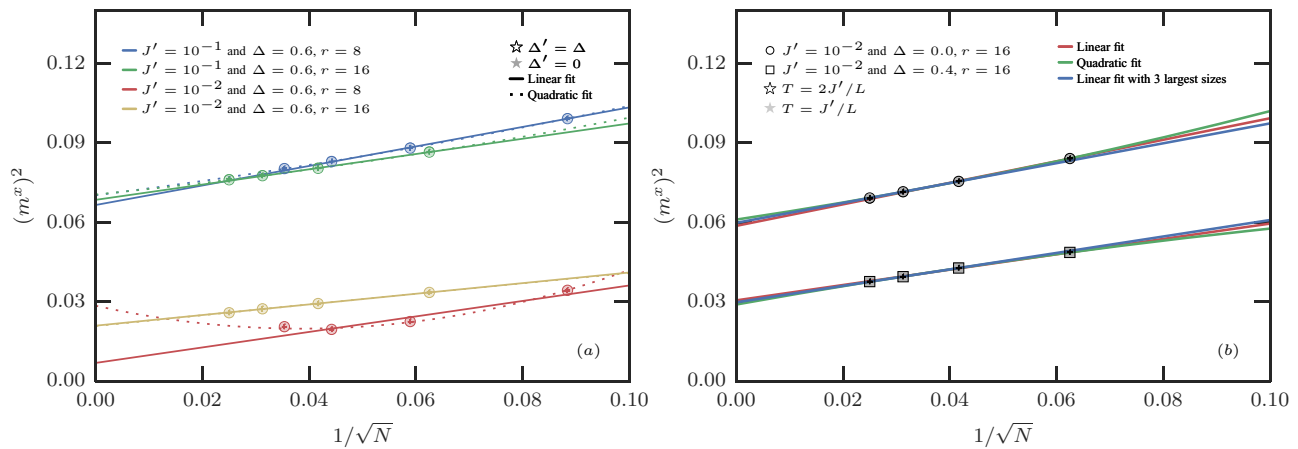 J′ = 10⁻¹ and Δ = 0.6, r = 8
J′ = 10⁻¹ and Δ = 0.6, r = 16
J′ = 10⁻² and Δ = 0.6, r = 8
J′ = 10⁻² and Δ = 0.6, r = 16
Δ′ = Δ
Δ′ = 0
Linear fit
Quadratic fit
(mˣ)²
0.12
0.09
0.06
0.03
0.00
(a)
0.00 0.02 0.04 0.06 0.08 0.10
1/√N
J′ = 10⁻² and Δ = 0.0, r = 16
J′ = 10⁻² and Δ = 0.4, r = 16
T = 2J′/L
T = J′/L
Linear fit
Quadratic fit
Linear fit with 3 largest sizes
(mˣ)²
0.12
0.09
0.06
0.03
0.00
(b)
0.00 0.02 0.04 0.06 0.08 0.10
1/√N